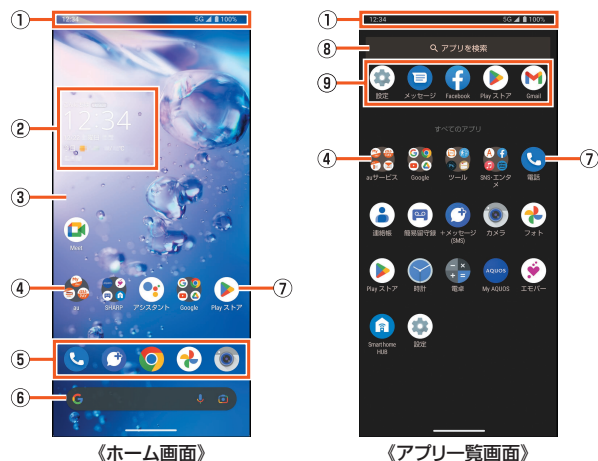 ① 12:34 5G 100%
②
12:34
③
Meet
④
au SHARP アシスタント Google Play ストア
⑦
⑤
⑥
G
《ホーム画面》
① 12:34 5G 100%
⑧ アプリを検索
⑨
設定 メッセージ Facebook Play ストア Gmail
すべてのアプリ
④
auサービス Google ツール SNS・エンタメ 電話
⑦
連絡帳 簡易留守録 +メッセージ
(SMS) カメラ フォト
AQUOS
Play ストア 時計 電卓 My AQUOS エモパー
Smart home
HUB 設定
《アプリ一覧画面》